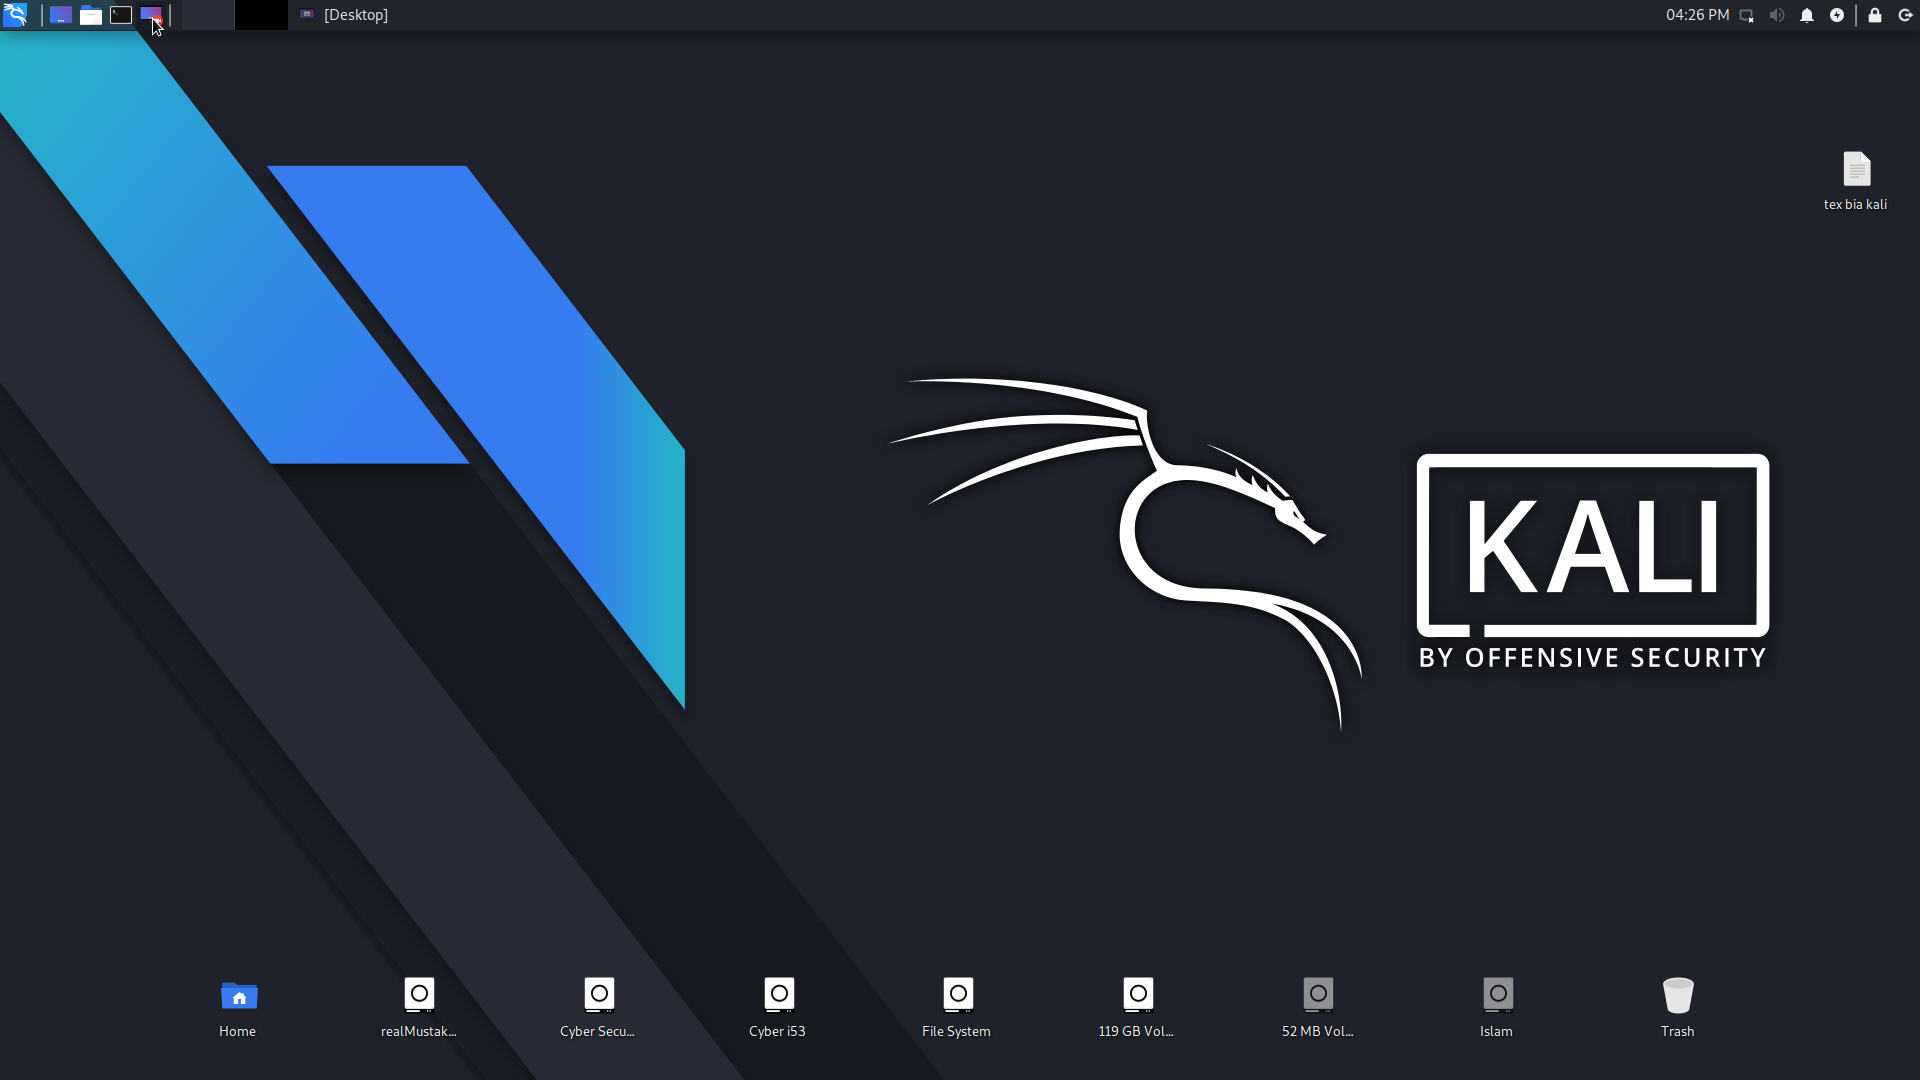 [Desktop]
04:26 PM
tex bia kali
KALI
BY OFFENSIVE SECURITY
Home
realMustak...
Cyber Secu...
Cyber i53
File System
119 GB Vol...
52 MB Vol...
Islam
Trash